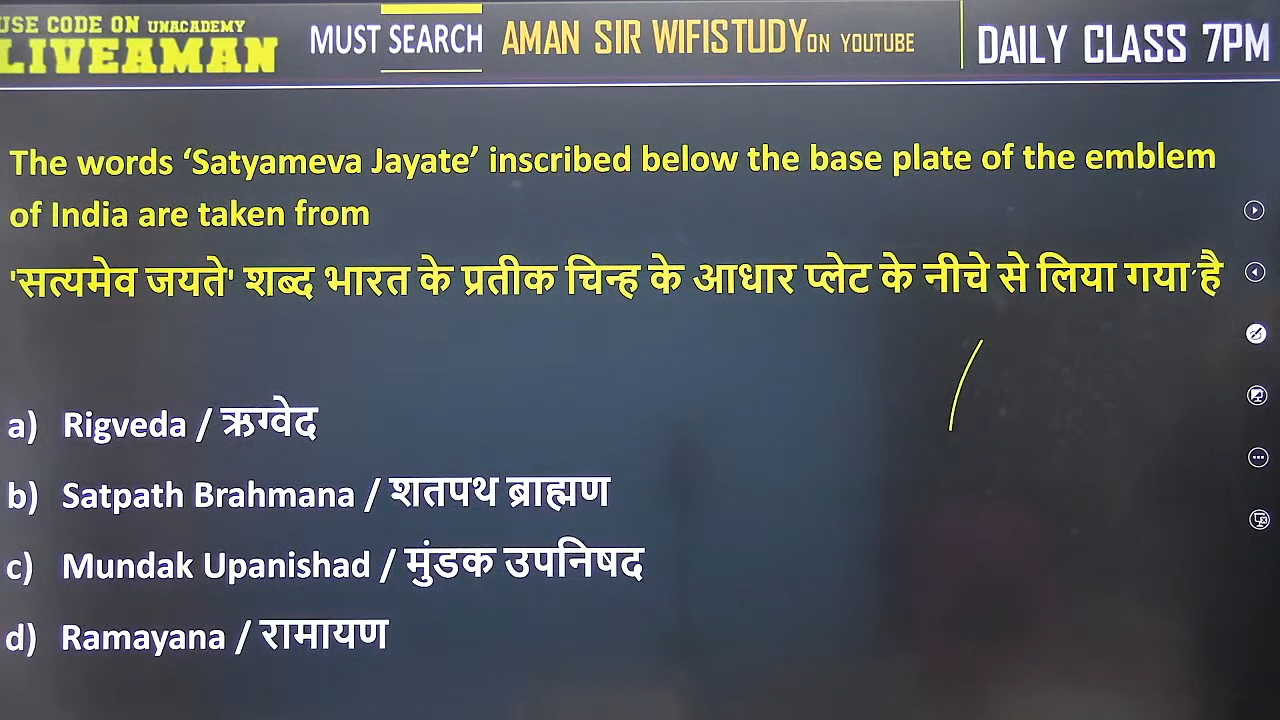 USE CODE ON UNACADEMY
LIVEAMAN
MUST SEARCH AMAN SIR WIFISTUDY ON YOUTUBE
DAILY CLASS 7PM
The words ‘Satyameva Jayate’ inscribed below the base plate of the emblem
of India are taken from
'सत्यमेव जयते' शब्द भारत के प्रतीक चिन्ह के आधार प्लेट के नीचे से लिया गया है
a) Rigveda / ऋग्वेद
b) Satpath Brahmana / शतपथ ब्राह्मण
c) Mundak Upanishad / मुंडक उपनिषद
d) Ramayana / रामायण